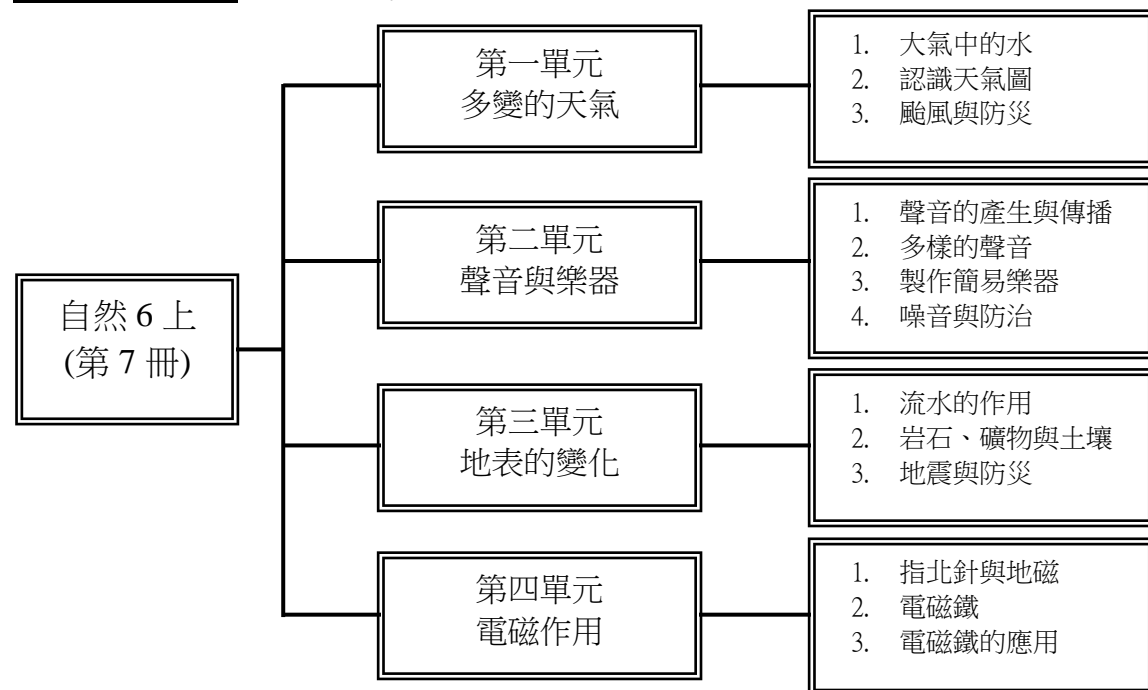 自然 6 上
(第 7 冊)
第一單元
多變的天氣
1. 大氣中的水
2. 認識天氣圖
3. 颱風與防災
第二單元
聲音與樂器
1. 聲音的產生與傳播
2. 多樣的聲音
3. 製作簡易樂器
4. 噪音與防治
第三單元
地表的變化
1. 流水的作用
2. 岩石、礦物與土壤
3. 地震與防災
第四單元
電磁作用
1. 指北針與地磁
2. 電磁鐵
3. 電磁鐵的應用